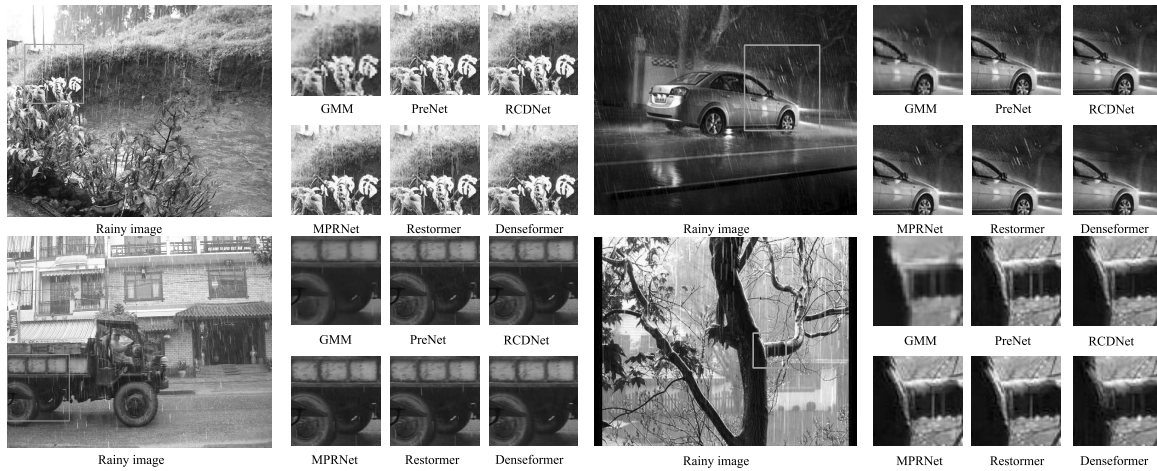 GMM PreNet RCDNet GMM PreNet RCDNet
MPRNet Restormer Denseformer MPRNet Restormer Denseformer
Rainy image Rainy image
GMM PreNet RCDNet GMM PreNet RCDNet
MPRNet Restormer Denseformer MPRNet Restormer Denseformer
Rainy image Rainy image